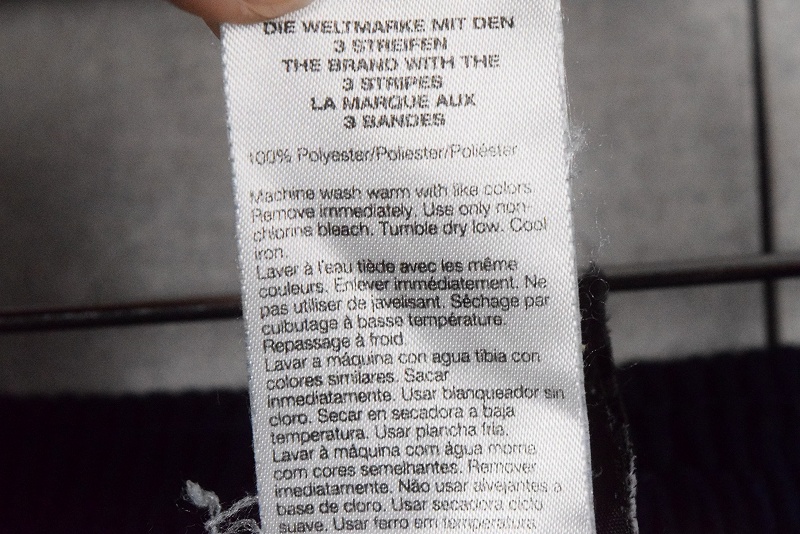 DIE WELTMARKE MIT DEN
3 STREIFEN
THE BRAND WITH THE
3 STRIPES
LA MARQUE AUX
3 BANDES
100% Polyester/Poliester/Poliéster
Machine wash warm with like colors.
Remove immediately. Use only non-
chlorine bleach. Tumble dry low. Cool
iron.
Laver à l'eau tiède avec les même
couleurs. Enlever immédiatement. Ne
pas utiliser de javelisant. Séchage par
culbutage à basse température.
Repassage à froid.
Lavar a máquina con agua tibia con
colores similares. Sacar
inmediatamente. Usar blanqueador sin
cloro. Secar en secadora a baja
temperatura. Usar plancha fria.
Lavar à máquina com água morna
com cores semelhantes. Remover
imediatamente. Não usar alvejantes a
base de cloro. Usar secadora ciclo
suave. Usar ferro em temperatura